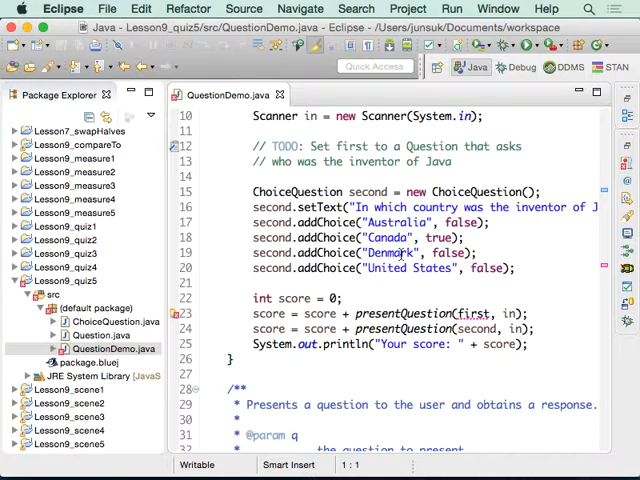 Eclipse File Edit Refactor Source Navigate Search Project Run Window Help
Java - Lesson9_quiz5/src/QuestionDemo.java - Eclipse - /Users/junsuk/Documents/workspace
Quick Access Java Debug DDMS STAN
Package Explorer
QuestionDemo.java
Lesson7_swapHalves
Lesson9_compareTo
Lesson9_measure1
Lesson9_measure2
Lesson9_measure3
Lesson9_measure4
Lesson9_measure5
Lesson9_quiz1
Lesson9_quiz2
Lesson9_quiz3
Lesson9_quiz4
Lesson9_quiz5
src
(default package)
ChoiceQuestion.java
Question.java
QuestionDemo.java
package.bluej
JRE System Library [JavaS
Lesson9_scene1
Lesson9_scene2
Lesson9_scene3
Lesson9_scene4
Lesson9_scene5
10 Scanner in = new Scanner(System.in);
11
12 // TODO: Set first to a Question that asks
13 // who was the inventor of Java
14
15 ChoiceQuestion second = new ChoiceQuestion();
16 second.setText("In which country was the inventor of J
17 second.addChoice("Australia", false);
18 second.addChoice("Canada", true);
19 second.addChoice("Denmark", false);
20 second.addChoice("United States", false);
21
22 int score = 0;
23 score = score + presentQuestion(first, in);
24 score = score + presentQuestion(second, in);
25 System.out.println("Your score: " + score);
26 }
27
28 /**
29 * Presents a question to the user and obtains a response.
30 *
31 * @param q
the question to present
Writable Smart Insert 1 : 1